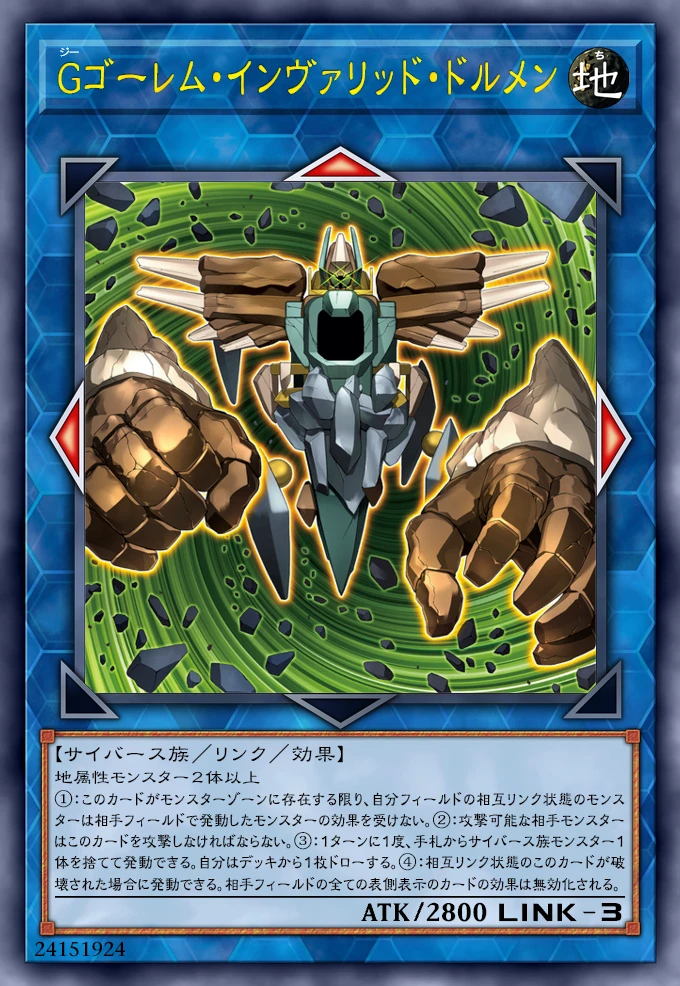 ジー
Gゴーレム・インヴァリッド・ドルメン
ち
地
【サイバース族／リンク／効果】
地属性モンスター２体以上
①：このカードがモンスターゾーンに存在する限り、自分フィールドの相互リンク状態のモンス
ターは相手フィールドで発動したモンスターの効果を受けない。②：攻撃可能な相手モンスター
はこのカードを攻撃しなければならない。③：１ターンに１度、手札からサイバース族モンスター１
体を捨てて発動できる。自分はデッキから１枚ドローする。④：相互リンク状態のこのカードが破
壊された場合に発動できる。相手フィールドの全ての表側表示のカードの効果は無効化される。
ATK/2800 LINK-3
24151924